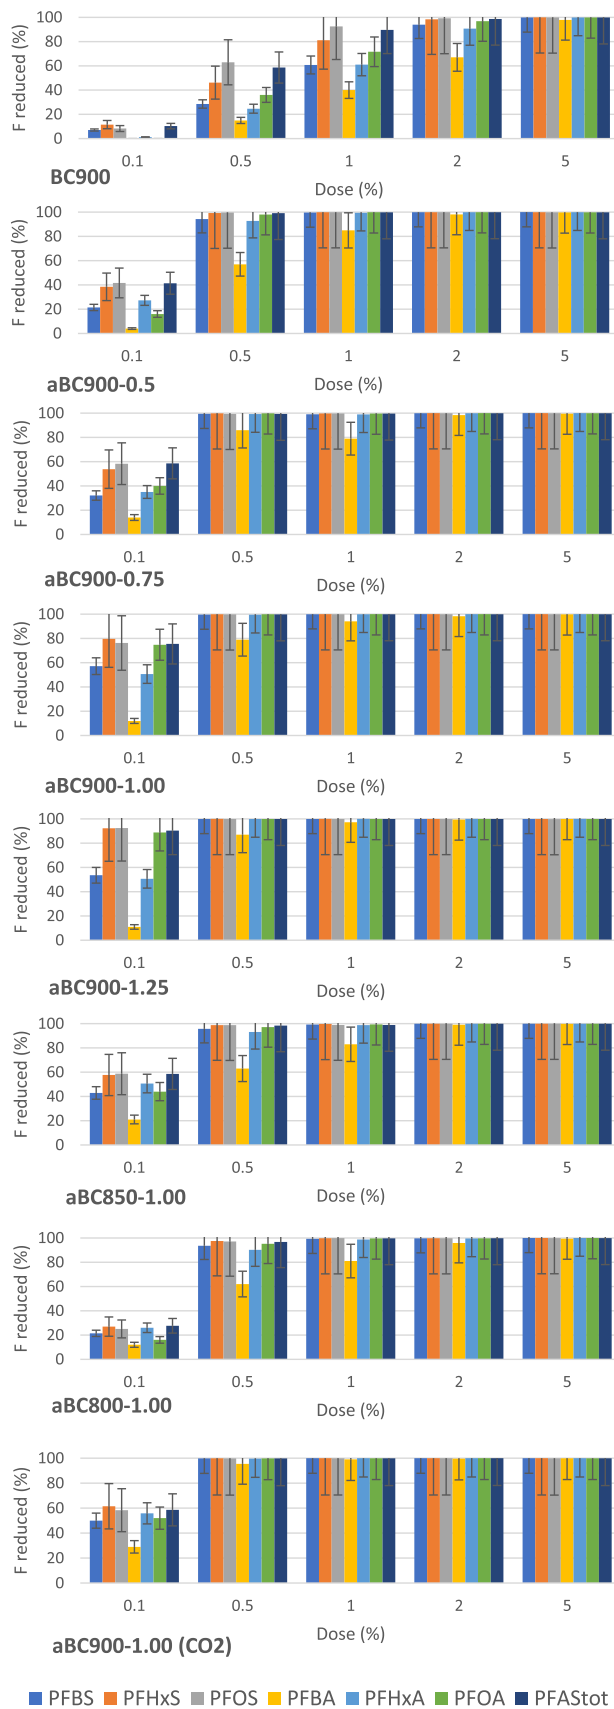 F reduced (%)
100
80
60
40
20
0
0.1 0.5 1 2 5
BC900
Dose (%)
F reduced (%)
100
80
60
40
20
0
0.1 0.5 1 2 5
aBC900-0.5
Dose (%)
F reduced (%)
100
80
60
40
20
0
0.1 0.5 1 2 5
aBC900-0.75
Dose (%)
F reduced (%)
100
80
60
40
20
0
0.1 0.5 1 2 5
aBC900-1.00
Dose (%)
F reduced (%)
100
80
60
40
20
0
0.1 0.5 1 2 5
aBC900-1.25
Dose (%)
F reduced (%)
100
80
60
40
20
0
0.1 0.5 1 2 5
aBC850-1.00
Dose (%)
F reduced (%)
100
80
60
40
20
0
0.1 0.5 1 2 5
aBC800-1.00
Dose (%)
F reduced (%)
100
80
60
40
20
0
0.1 0.5 1 2 5
aBC900-1.00 (CO2)
Dose (%)
PFBS PFHxS PFOS PFBA PFHxA PFOA PFAStot